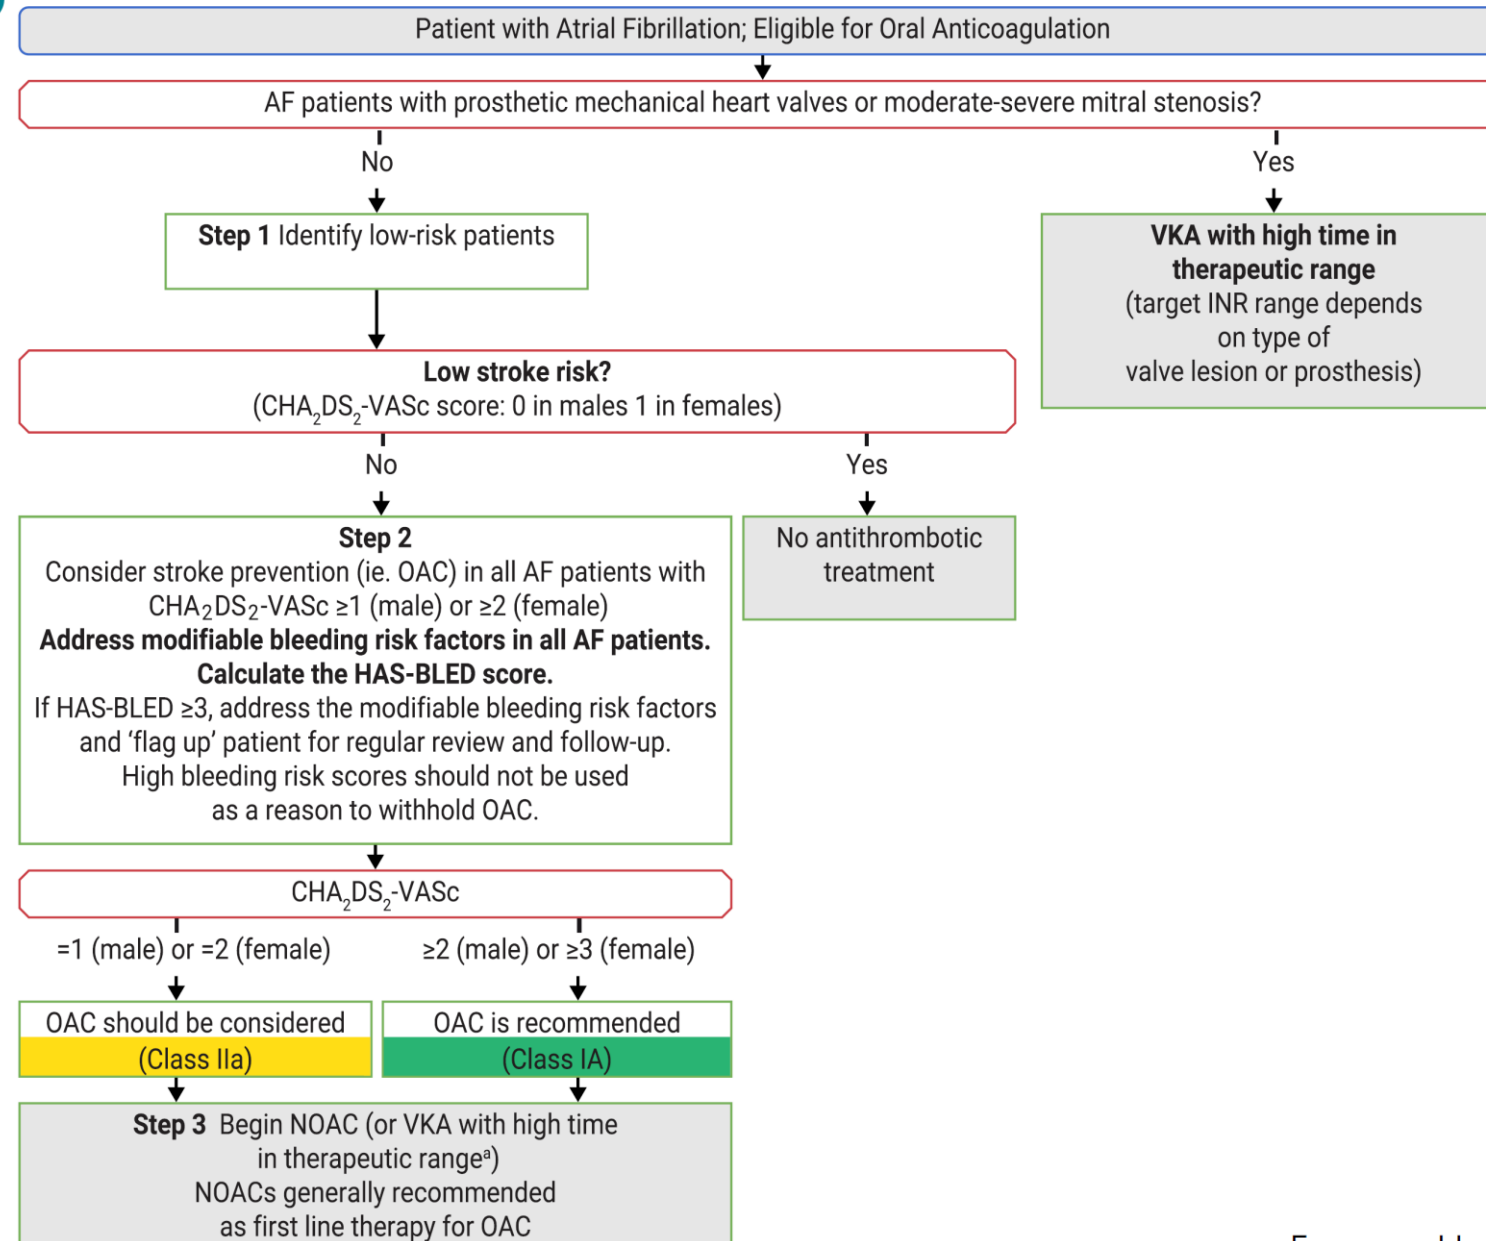 Patient with Atrial Fibrillation; Eligible for Oral Anticoagulation
AF patients with prosthetic mechanical heart valves or moderate-severe mitral stenosis?
No
Yes
Step 1 Identify low-risk patients
VKA with high time in
therapeutic range
(target INR range depends
on type of
valve lesion or prosthesis)
Low stroke risk?
(CHA₂DS₂-VASc score: 0 in males 1 in females)
No
Yes
Step 2
Consider stroke prevention (ie. OAC) in all AF patients with
CHA₂DS₂-VASc ≥1 (male) or ≥2 (female)
Address modifiable bleeding risk factors in all AF patients.
Calculate the HAS-BLED score.
If HAS-BLED ≥3, address the modifiable bleeding risk factors
and ‘flag up’ patient for regular review and follow-up.
High bleeding risk scores should not be used
as a reason to withhold OAC.
No antithrombotic
treatment
CHA₂DS₂-VASc
=1 (male) or =2 (female)
≥2 (male) or ≥3 (female)
OAC should be considered
(Class IIa)
OAC is recommended
(Class IA)
Step 3 Begin NOAC (or VKA with high time
in therapeutic rangeᵃ)
NOACs generally recommended
as first line therapy for OAC